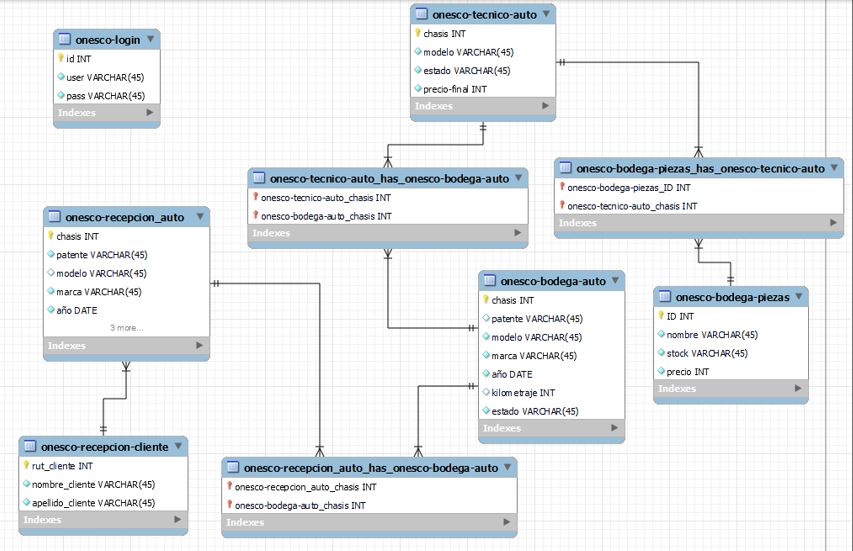 onesco-login
id INT
user VARCHAR(45)
pass VARCHAR(45)
Indexes
onesco-tecnico-auto
chasis INT
modelo VARCHAR(45)
estado VARCHAR(45)
precio-final INT
Indexes
onesco-tecnico-auto_has_onesco-bodega-auto
onesco-tecnico-auto_chasis INT
onesco-bodega-auto_chasis INT
Indexes
onesco-bodega-piezas_has_onesco-tecnico-auto
onesco-bodega-piezas_ID INT
onesco-tecnico-auto_chasis INT
Indexes
onesco-recepcion_auto
chasis INT
patente VARCHAR(45)
modelo VARCHAR(45)
marca VARCHAR(45)
año DATE
3 more...
Indexes
onesco-bodega-auto
chasis INT
patente VARCHAR(45)
modelo VARCHAR(45)
marca VARCHAR(45)
año DATE
kilometraje INT
estado VARCHAR(45)
Indexes
onesco-bodega-piezas
ID INT
nombre VARCHAR(45)
stock VARCHAR(45)
precio INT
Indexes
onesco-recepcion-cliente
rut_cliente INT
nombre_cliente VARCHAR(45)
apellido_cliente VARCHAR(45)
Indexes
onesco-recepcion_auto_has_onesco-bodega-auto
onesco-recepcion_auto_chasis INT
onesco-bodega-auto_chasis INT
Indexes